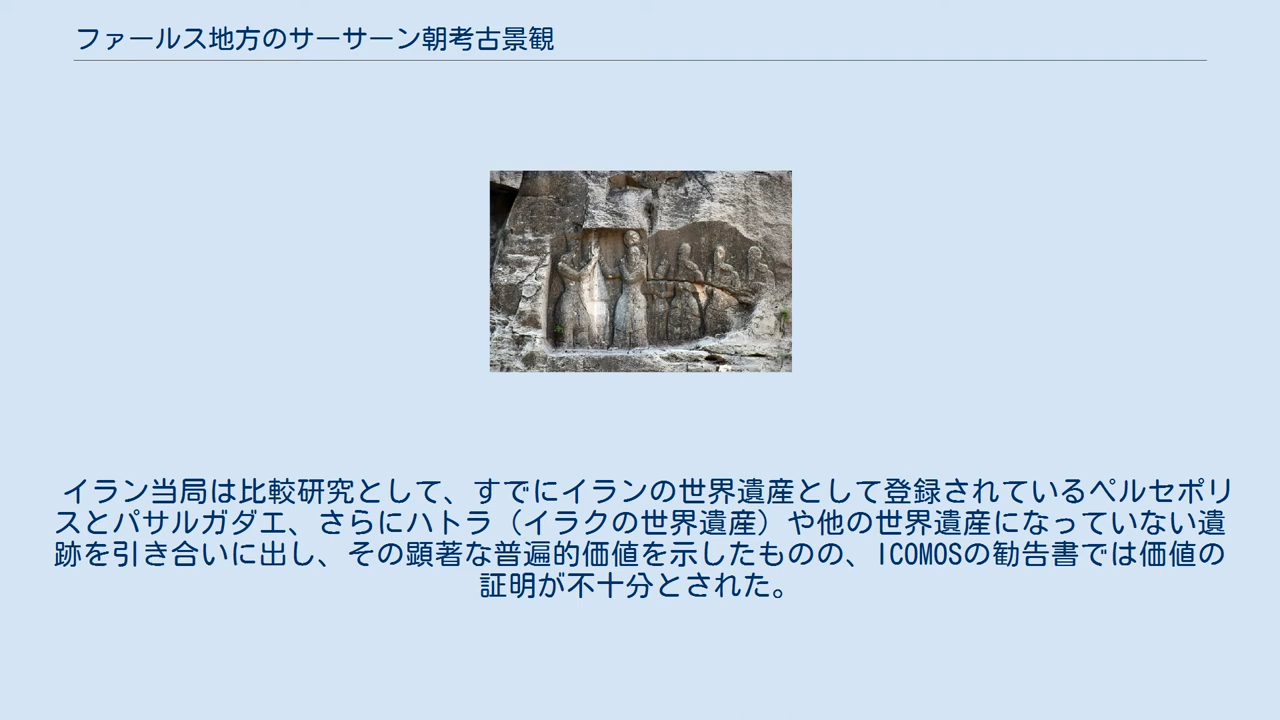 ファールス地方のサーサーン朝考古景観
イラン当局は比較研究として、すでにイランの世界遺産として登録されているペルセポリ
スとパサルガダエ、さらにハトラ（イラクの世界遺産）や他の世界遺産になっていない遺
跡を引き合いに出し、その顕著な普遍的価値を示したものの、ICOMOSの勧告書では価値の
証明が不十分とされた。